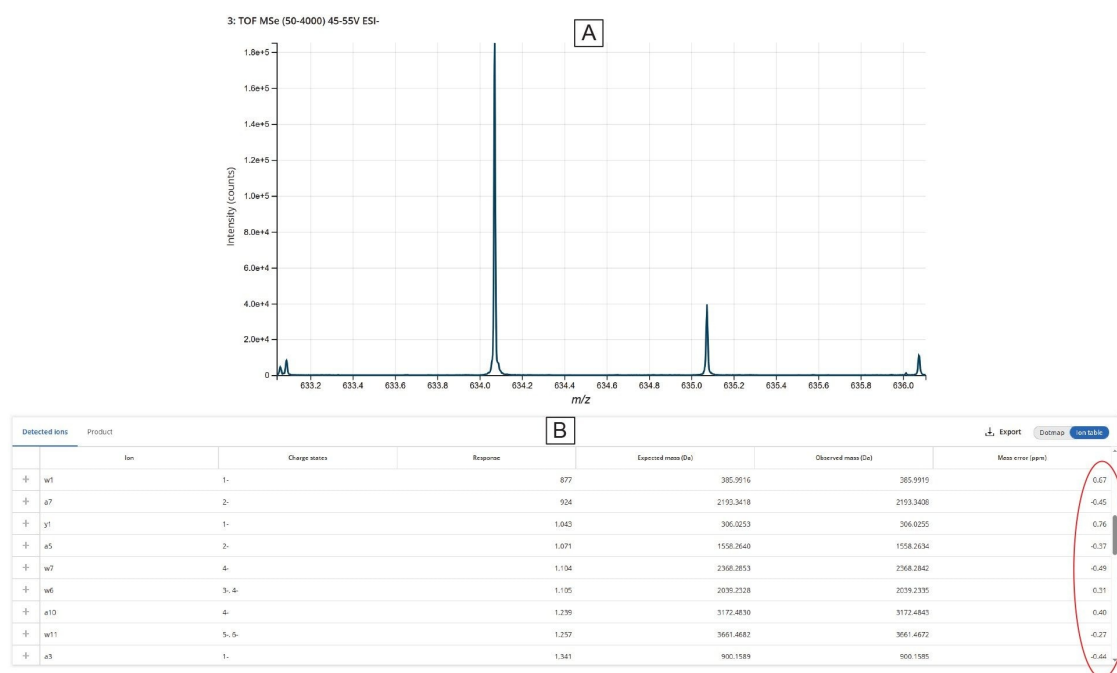 3: TOF MSe (50-4000) 45-55V ESI-
A
1.8e+5
1.6e+5
1.4e+5
1.2e+5
1.0e+5
8.0e+4
6.0e+4
4.0e+4
2.0e+4
0
Intensity (counts)
633.2 633.4 633.6 633.8 634.0 634.2 634.4 634.6 634.8 635.0 635.2 635.4 635.6 635.8 636.0
m/z
Detected ions Product B Export Dotmap Ion table
Ion Charge states Response Expected mass (Da) Observed mass (Da) Mass error (ppm)
+ w1 1- 877 385.9916 385.9919 0.67
+ a7 2- 924 2193.3418 2193.3408 -0.45
+ y1 1- 1,043 306.0253 306.0255 0.76
+ a5 2- 1,071 1558.2640 1558.2634 -0.37
+ w7 4- 1,104 2368.2853 2368.2842 -0.49
+ w6 3-, 4- 1,105 2039.2328 2039.2335 0.31
+ a10 4- 1,239 3172.4830 3172.4843 0.40
+ w11 5-, 6- 1,257 3661.4682 3661.4672 -0.27
+ a3 1- 1,341 900.1589 900.1585 -0.44